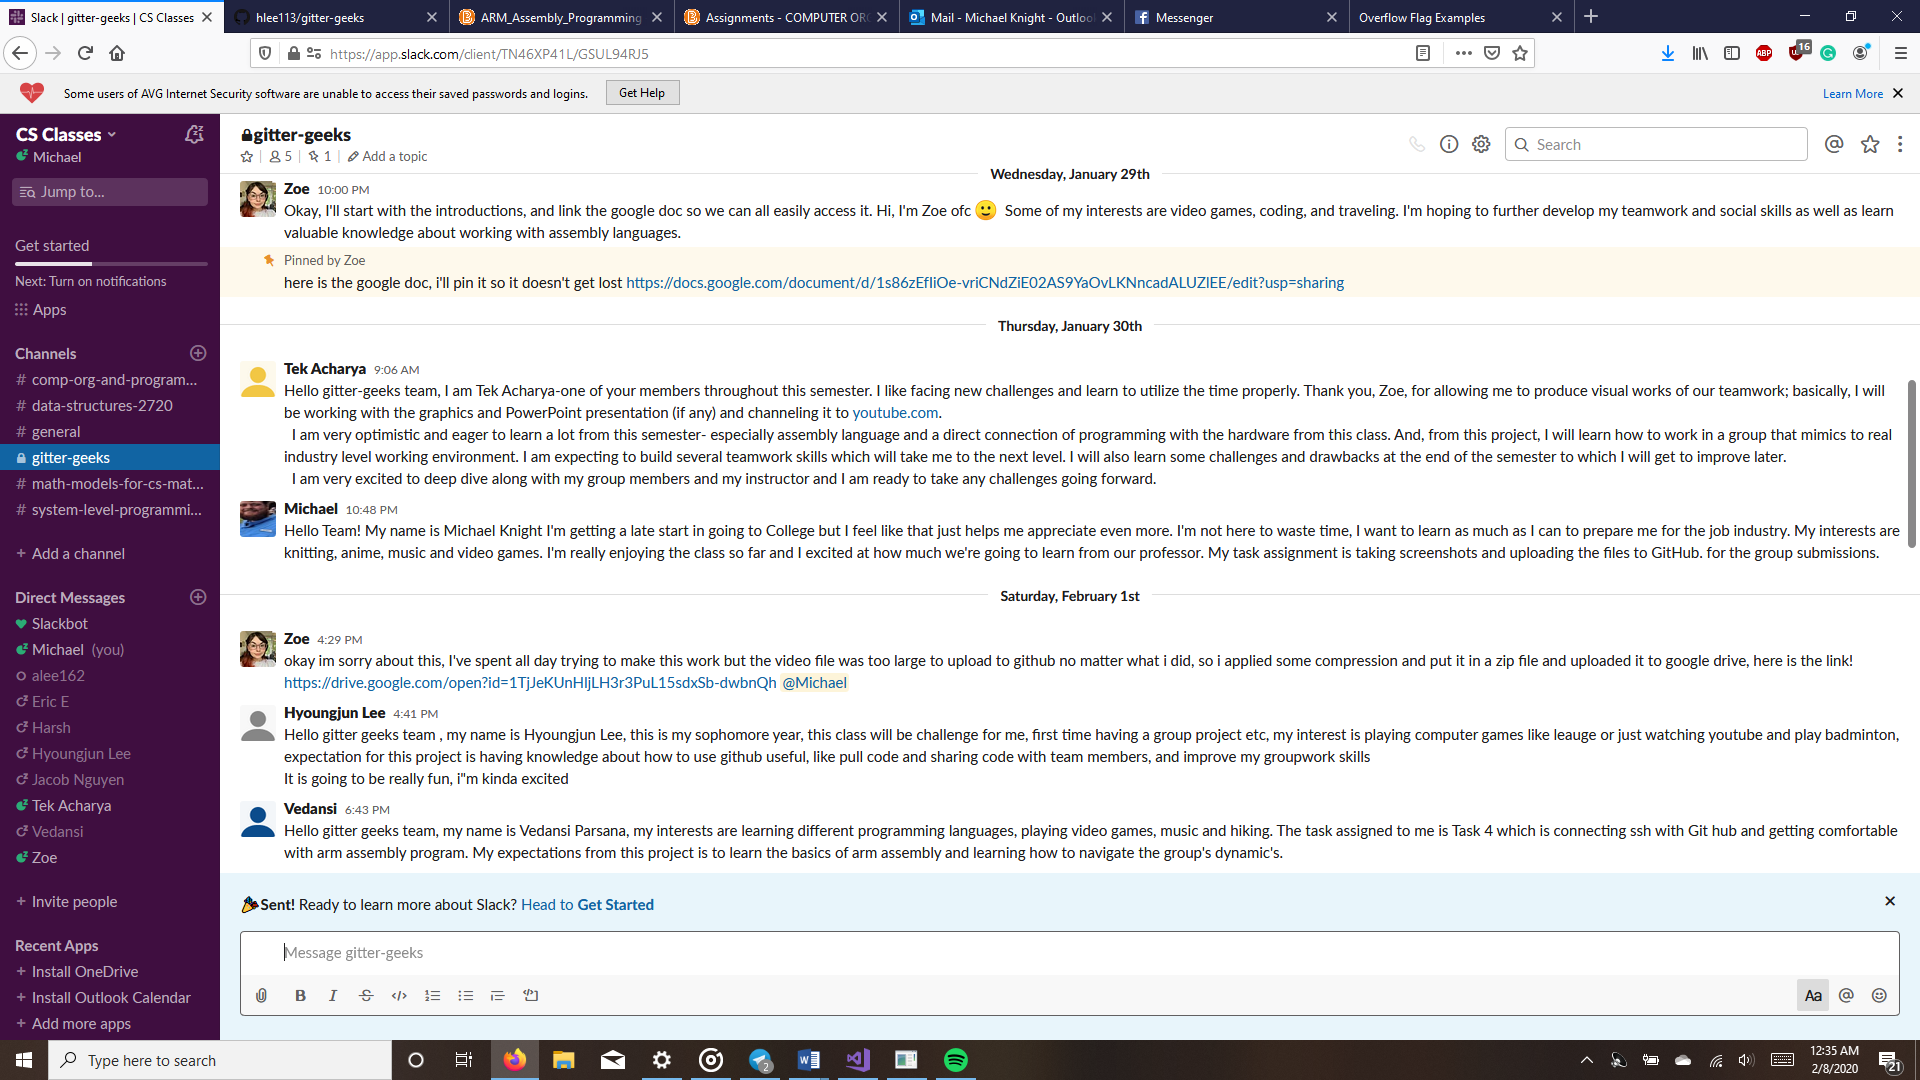 Slack | gitter-geeks | CS Classes
hlee113/gitter-geeks
ARM_Assembly_Programming
Assignments - COMPUTER OR
Mail - Michael Knight - Outloo
Messenger
Overflow Flag Examples
https://app.slack.com/client/TN46XP41L/GSUL94RJ5
ABP
16
Some users of AVG Internet Security software are unable to access their saved passwords and logins.
Get Help
Learn More
CS Classes
Michael
Jump to...
Get started
Next: Turn on notifications
Apps
Channels
# comp-org-and-program...
# data-structures-2720
# general
gitter-geeks
# math-models-for-cs-mat...
# system-level-programmi...
+ Add a channel
Direct Messages
Slackbot
Michael (you)
alee162
Eric E
Harsh
Hyoungjun Lee
Jacob Nguyen
Tek Acharya
Vedansi
Zoe
+ Invite people
Recent Apps
+ Install OneDrive
+ Install Outlook Calendar
+ Add more apps
gitter-geeks
5 | 1 | Add a topic
Search
Wednesday, January 29th
Zoe 10:00 PM
Okay, I'll start with the introductions, and link the google doc so we can all easily access it. Hi, I'm Zoe ofc 🙂 Some of my interests are video games, coding, and traveling. I'm hoping to further develop my teamwork and social skills as well as learn
valuable knowledge about working with assembly languages.
Pinned by Zoe
here is the google doc, i'll pin it so it doesn't get lost https://docs.google.com/document/d/1s86zEfIiOe-vriCNdZiE02AS9YaOvLKNncadALUZlEE/edit?usp=sharing
Thursday, January 30th
Tek Acharya 9:06 AM
Hello gitter-geeks team, I am Tek Acharya-one of your members throughout this semester. I like facing new challenges and learn to utilize the time properly. Thank you, Zoe, for allowing me to produce visual works of our teamwork; basically, I will
be working with the graphics and PowerPoint presentation (if any) and channeling it to youtube.com.
I am very optimistic and eager to learn a lot from this semester- especially assembly language and a direct connection of programming with the hardware from this class. And, from this project, I will learn how to work in a group that mimics to real
industry level working environment. I am expecting to build several teamwork skills which will take me to the next level. I will also learn some challenges and drawbacks at the end of the semester to which I will get to improve later.
I am very excited to deep dive along with my group members and my instructor and I am ready to take any challenges going forward.
Michael 10:48 PM
Hello Team! My name is Michael Knight I'm getting a late start in going to College but I feel like that just helps me appreciate even more. I'm not here to waste time, I want to learn as much as I can to prepare me for the job industry. My interests are
knitting, anime, music and video games. I'm really enjoying the class so far and I excited at how much we're going to learn from our professor. My task assignment is taking screenshots and uploading the files to GitHub. for the group submissions.
Saturday, February 1st
Zoe 4:29 PM
okay im sorry about this, I've spent all day trying to make this work but the video file was too large to upload to github no matter what i did, so i applied some compression and put it in a zip file and uploaded it to google drive, here is the link!
https://drive.google.com/open?id=1TjJeKUnHljLH3r3PuL15sdxSb-dwbnQh @Michael
Hyoungjun Lee 4:41 PM
Hello gitter geeks team , my name is Hyoungjun Lee, this is my sophomore year, this class will be challenge for me, first time having a group project etc, my interest is playing computer games like leauge or just watching youtube and play badminton,
expectation for this project is having knowledge about how to use github useful, like pull code and sharing code with team members, and improve my groupwork skills
It is going to be really fun, i"m kinda excited
Vedansi 6:43 PM
Hello gitter geeks team, my name is Vedansi Parsana, my interests are learning different programming languages, playing video games, music and hiking. The task assigned to me is Task 4 which is connecting ssh with Git hub and getting comfortable
with arm assembly program. My expectations from this project is to learn the basics of arm assembly and learning how to navigate the group's dynamic's.
Sent! Ready to learn more about Slack? Head to Get Started
Message gitter-geeks
B I S Aa @
Type here to search
2
12:35 AM
2/8/2020
21